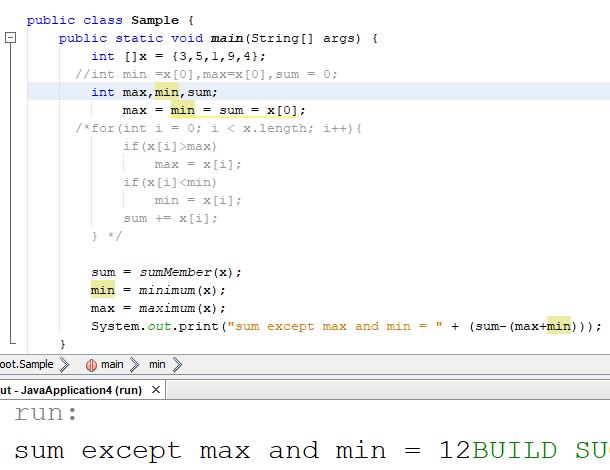 public class Sample {
public static void main(String[] args) {
int []x = {3,5,1,9,4};
//int min =x[0],max=x[0],sum = 0;
int max,min,sum;
max = min = sum = x[0];
/*for(int i = 0; i < x.length; i++){
if(x[i]>max)
max = x[i];
if(x[i]<min)
min = x[i];
sum += x[i];
} */
sum = sumMember(x);
min = minimum(x);
max = maximum(x);
System.out.print("sum except max and min = " + (sum-(max+min)));
}
oot.Sample main min
ut - JavaApplication4 (run) ×
run:
sum except max and min = 12BUILD SU